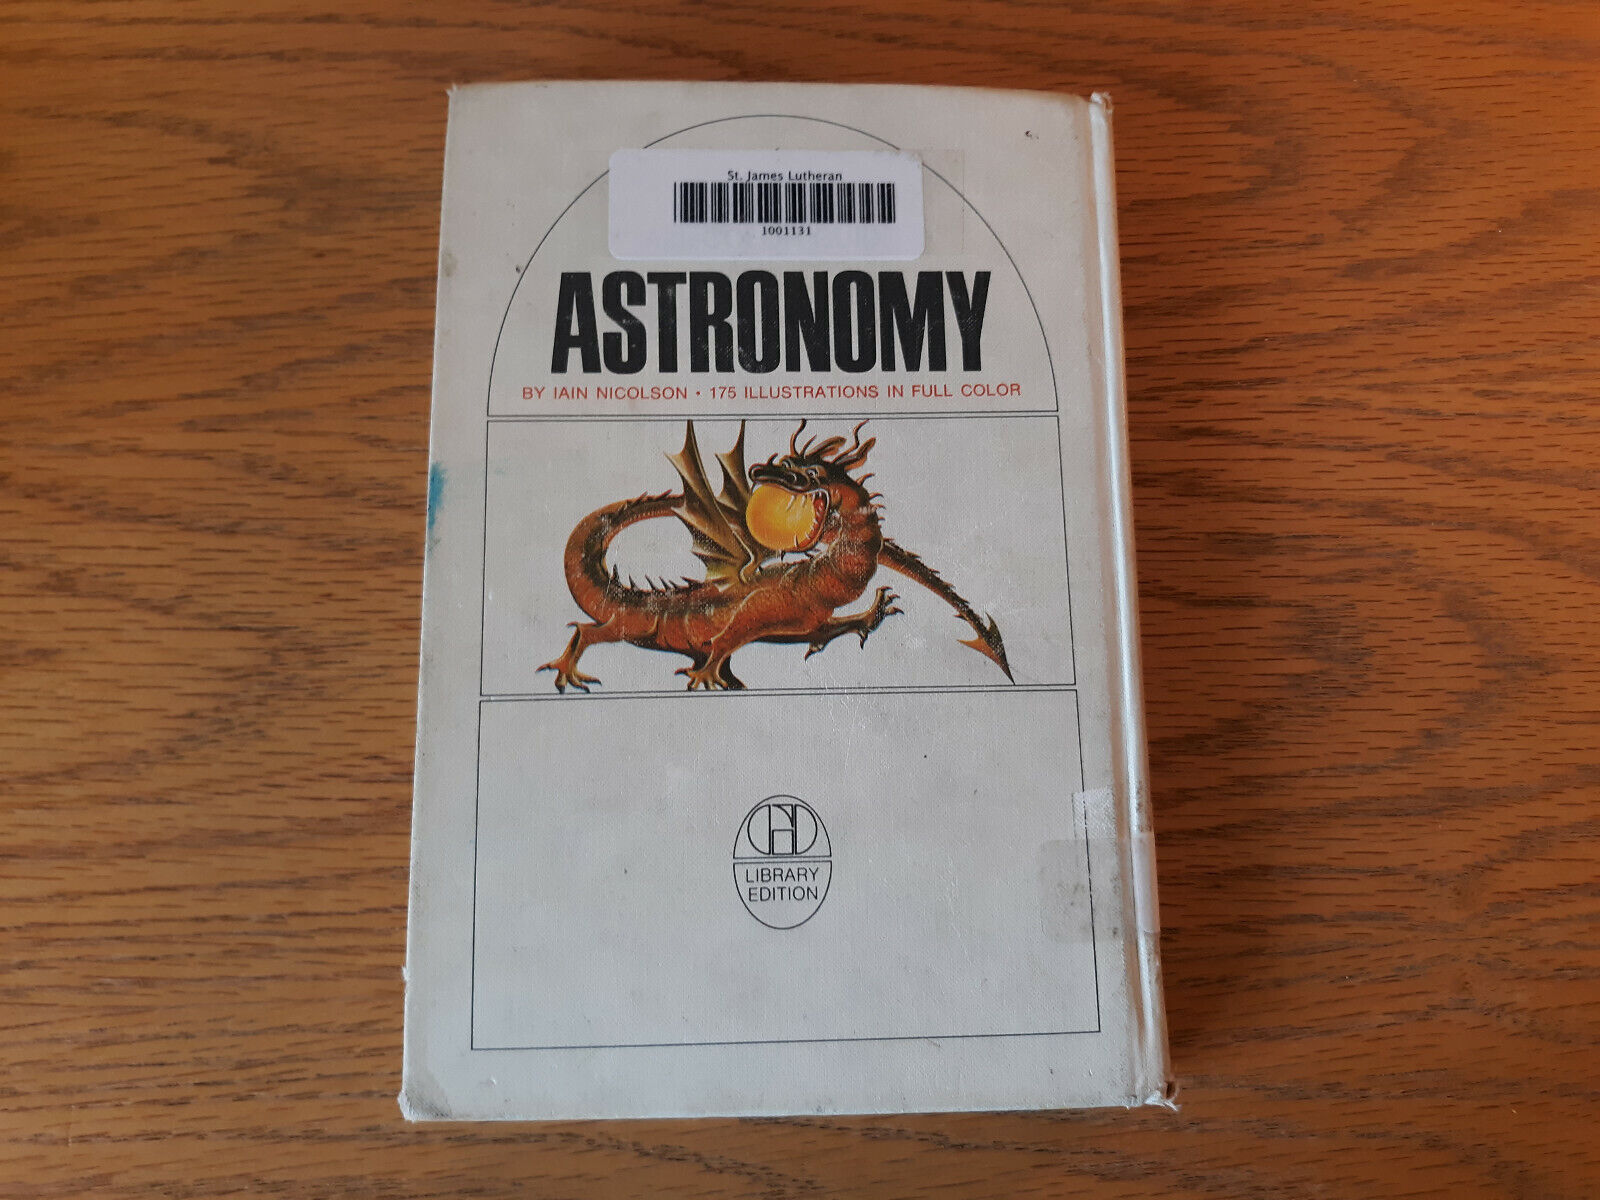 St. James Lutheran
1001131
ASTRONOMY
BY IAIN NICOLSON • 175 ILLUSTRATIONS IN FULL COLOR
LIBRARY
EDITION